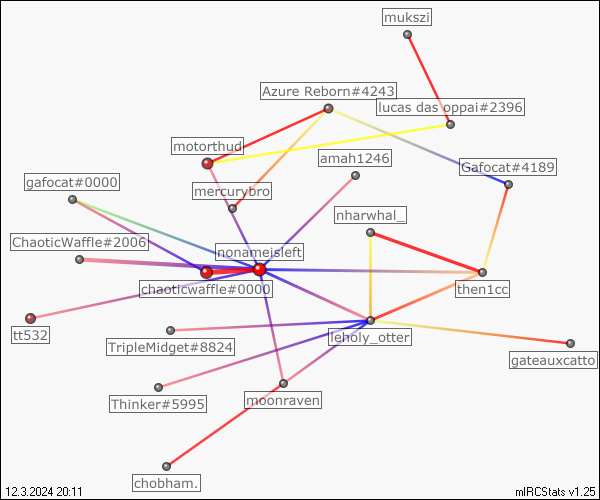 mukszi
Azure Reborn#4243
lucas das oppai#2396
motorthud
amah1246
Gafocat#4189
gafocat#0000
mercurybro
nharwhal_
ChaoticWaffle#2006
nonameisleft
chaoticwaffle#0000
then1cc
tt532
TripleMidget#8824
leholy_otter
gateauxcatto
Thinker#5995
moonraven
chobham.
12.3.2024 20:11
mIRCStats v1.25